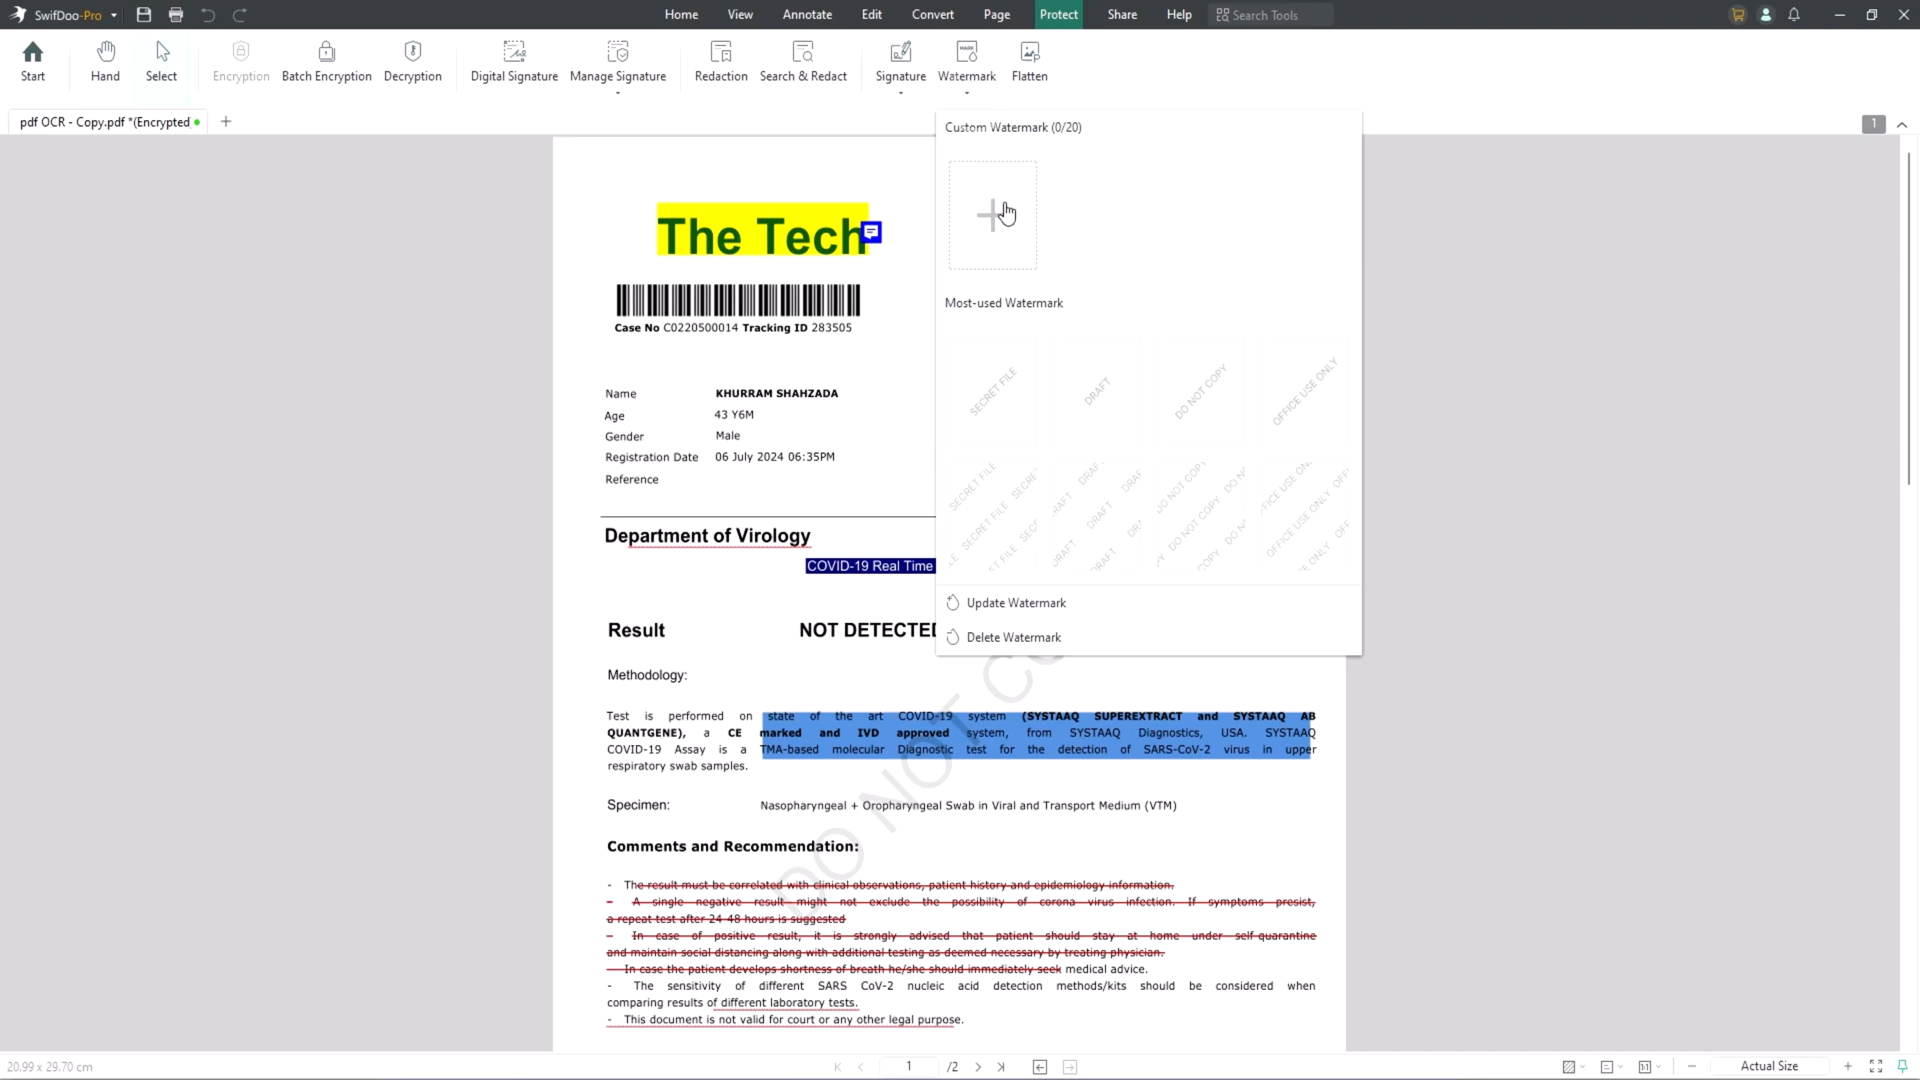 SwifDoo-Pro
Home View Annotate Edit Convert Page Protect Share Help Search Tools
Start Hand Select Encryption Batch Encryption Decryption Digital Signature Manage Signature Redaction Search & Redact Signature Watermark Flatten
pdf OCR - Copy.pdf *(Encrypted
1
Custom Watermark (0/20)
The Tech
Case No C0220500014 Tracking ID 283505
Most-used Watermark
SECRET FILE DRAFT DO NOT COPY OFFICE USE ONLY
Name KHURRAM SHAHZADA
Age 43 Y6M
Gender Male
Registration Date 06 July 2024 06:35PM
Reference
Department of Virology
COVID-19 Real Time
Update Watermark
Delete Watermark
Result NOT DETECTED
Methodology:
Test is performed on state of the art COVID-19 system (SYSTAAQ SUPEREXTRACT and SYSTAAQ AB
QUANTGENE), a CE marked and IVD approved system, from SYSTAAQ Diagnostics, USA. SYSTAAQ
COVID-19 Assay is a TMA-based molecular Diagnostic test for the detection of SARS-CoV-2 virus in upper
respiratory swab samples.
DO NOT CO
Specimen: Nasopharyngeal + Oropharyngeal Swab in Viral and Transport Medium (VTM)
Comments and Recommendation:
- The result must be correlated with clinical observations, patient history and epidemiology information.
- A single negative result might not exclude the possibility of corona virus infection. If symptoms presist,
a repeat test after 24-48 hours is suggested
- In case of positive result, it is strongly advised that patient should stay at home under self-quarantine
and maintain social distancing along with additional testing as deemed necessary by treating physician.
- In case the patient develops shortness of breath he/she should immediately seek medical advice.
- The sensitivity of different SARS CoV-2 nucleic acid detection methods/kits should be considered when
comparing results of different laboratory tests.
- This document is not valid for court or any other legal purpose.
20.99 x 29.70 cm
1 /2
Actual Size